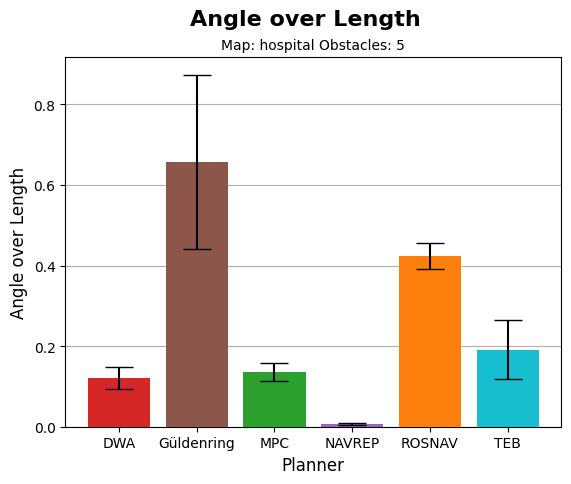 Angle over Length
Map: hospital Obstacles: 5
Angle over Length
0.8
0.6
0.4
0.2
0.0
DWA Güldenring MPC NAVREP ROSNAV TEB
Planner